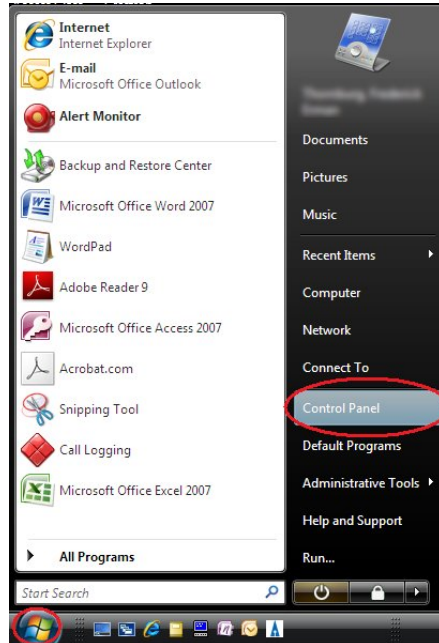 Internet
Internet Explorer
E-mail
Microsoft Office Outlook
Alert Monitor
Backup and Restore Center
Microsoft Office Word 2007
WordPad
Adobe Reader 9
Microsoft Office Access 2007
Acrobat.com
Snipping Tool
Call Logging
Microsoft Office Excel 2007
All Programs
Start Search
Documents
Pictures
Music
Recent Items
Computer
Network
Connect To
Control Panel
Default Programs
Administrative Tools
Help and Support
Run...